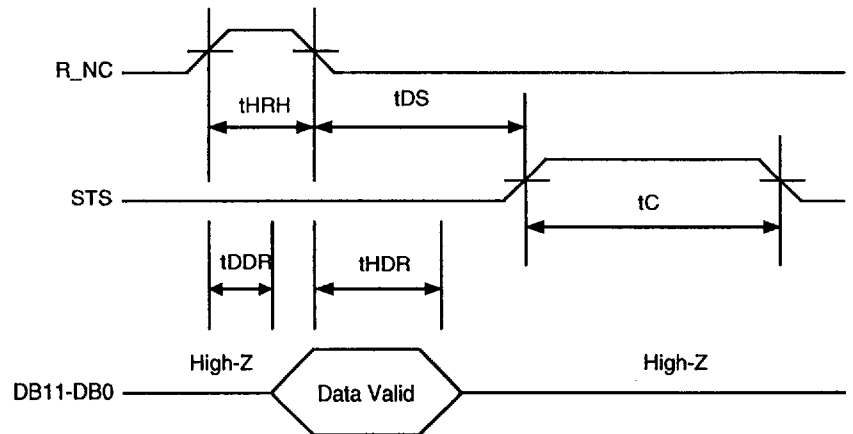 R_NC
tHRH
tDS
STS
tC
tDDR
tHDR
High-Z
High-Z
DB11-DB0
Data Valid